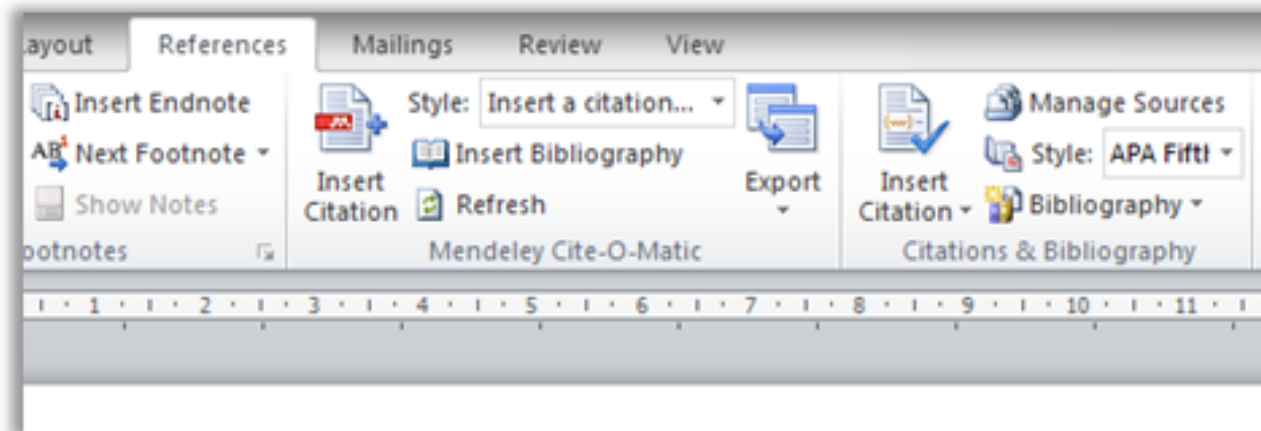 ayout References Mailings Review View
Insert Endnote Style: Insert a citation... Manage Sources
AB Next Footnote Insert Bibliography Style: APA Fifth
Show Notes Insert Citation Refresh Export Insert Citation Bibliography
ootnotes Mendeley Cite-O-Matic Citations & Bibliography
1 2 3 4 5 6 7 8 9 10 11